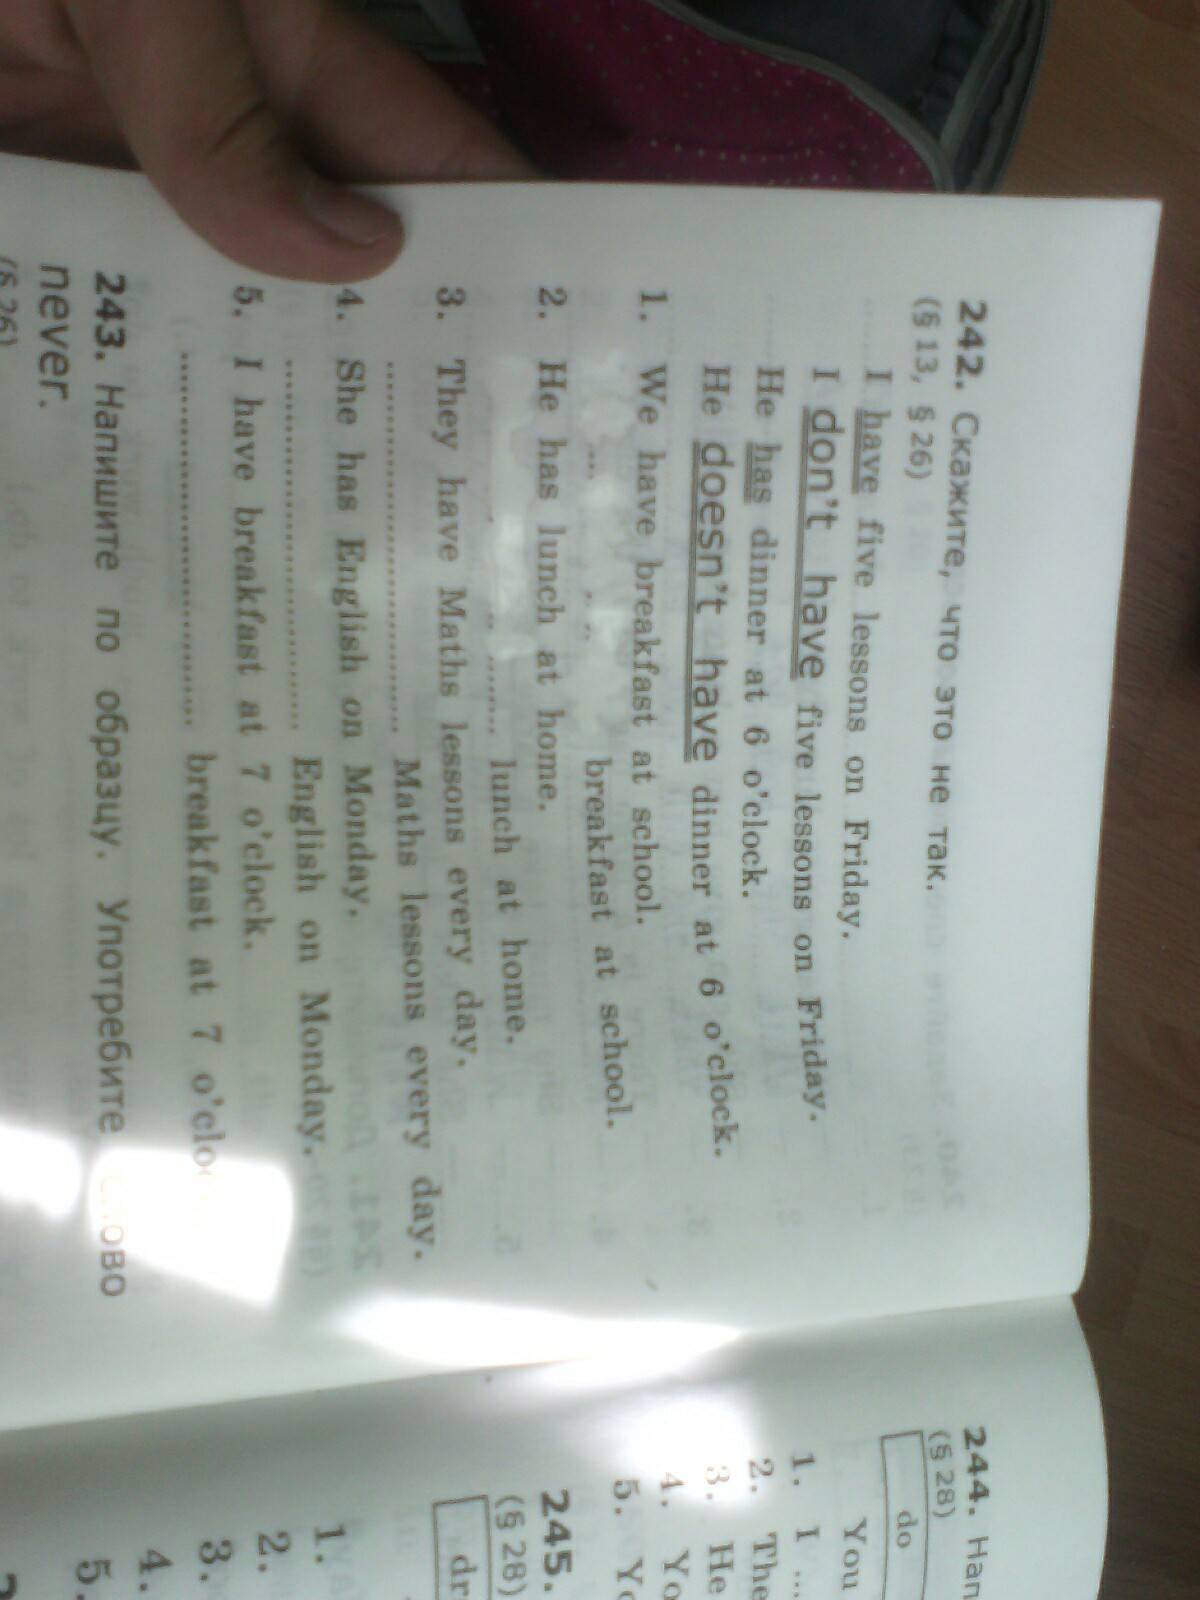 242. Скажите, что это не так.
(§ 13, § 26)
I have five lessons on Friday.
I don't have five lessons on Friday.
He has dinner at 6 o'clock.
He doesn't have dinner at 6 o'clock.
1. We have breakfast at school.
breakfast at school.
2. He has lunch at home.
........ lunch at home.
3. They have Maths lessons every day.
................................ Maths lessons every day.
4. She has English on Monday.
................................ English on Monday.
5. I have breakfast at 7 o'clock.
................................ breakfast at 7
243. Напишите по образцу. Употребите слово
never.
(§ 26)
244.
(§ 28)
do
You
1. I ...
2.
3. He
4.
5.
245.
(§ 28)
1.
2.
3.
4.
5.